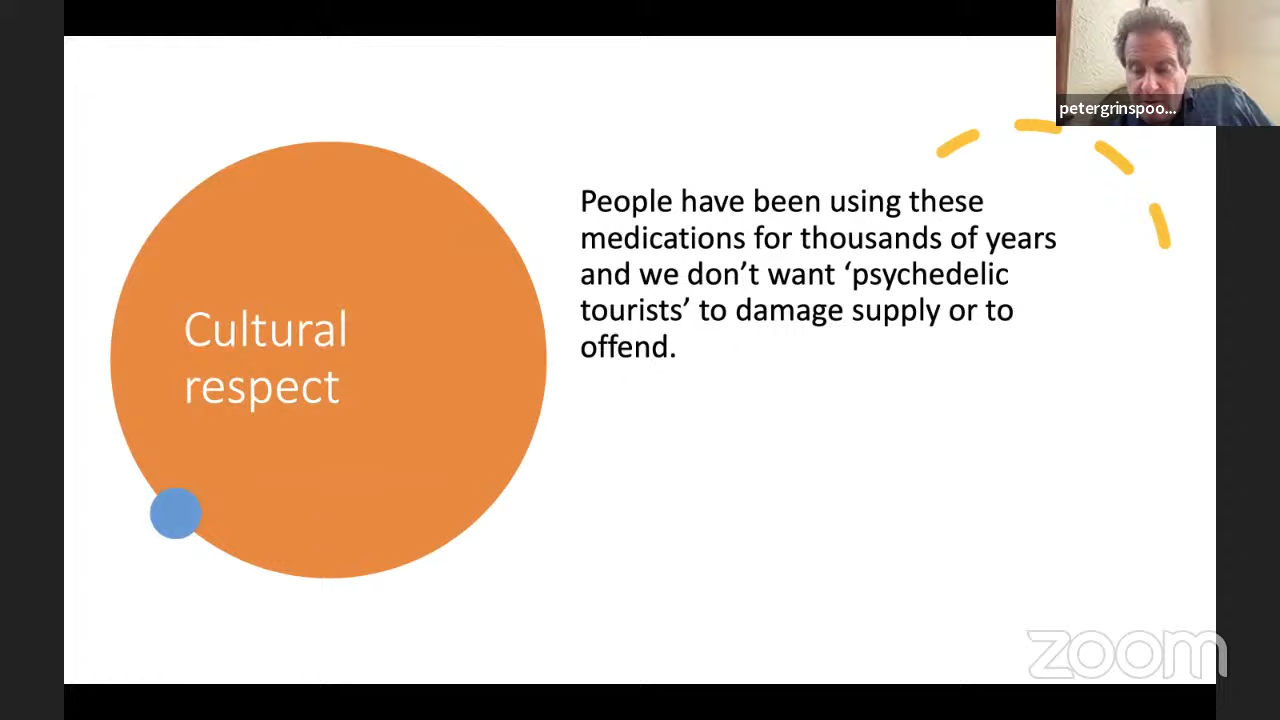 petergrinspoo...
Cultural
respect
People have been using these
medications for thousands of years
and we don’t want ‘psychedelic
tourists’ to damage supply or to
offend.
zoom